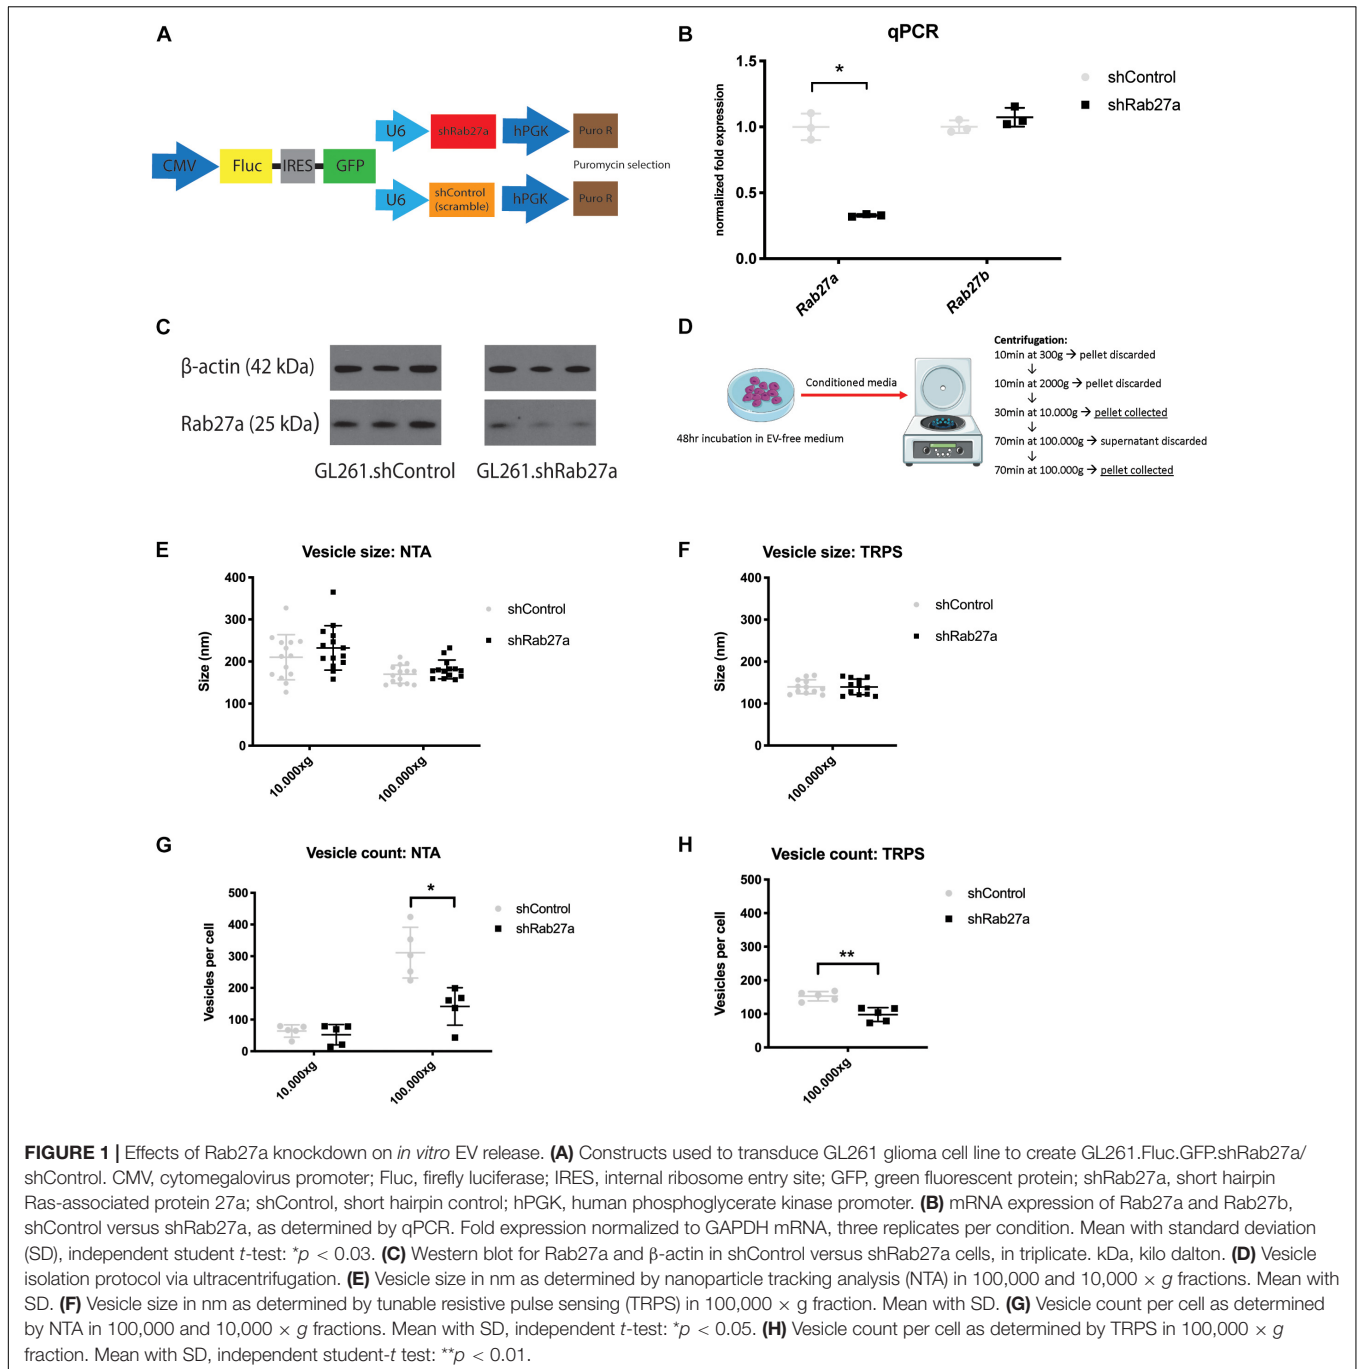 A
CMV
Fluc
IRES
GFP
U6
shRab27a
hPGK
Puro R
Puromycin selection
U6
shControl
(scramble)
hPGK
Puro R
B
qPCR
normalized fold expression
1.5
1.0
0.5
0.0
*
Rab27a
Rab27b
shControl
shRab27a
C
β-actin (42 kDa)
Rab27a (25 kDa)
GL261.shControl
GL261.shRab27a
D
Conditioned media
48hr incubation in EV-free medium
Centrifugation:
10min at 300g → pellet discarded
↓
10min at 2000g → pellet discarded
↓
30min at 10.000g → pellet collected
↓
70min at 100.000g → supernatant discarded
↓
70min at 100.000g → pellet collected
E
Vesicle size: NTA
Size (nm)
400
300
200
100
0
10.000xg
100.000xg
shControl
shRab27a
F
Vesicle size: TRPS
Size (nm)
400
300
200
100
0
100.000xg
shControl
shRab27a
G
Vesicle count: NTA
Vesicles per cell
500
400
300
200
100
0
*
10.000xg
100.000xg
shControl
shRab27a
H
Vesicle count: TRPS
Vesicles per cell
500
400
300
200
100
0
**
100.000xg
shControl
shRab27a
FIGURE 1 | Effects of Rab27a knockdown on in vitro EV release. (A) Constructs used to transduce GL261 glioma cell line to create GL261.Fluc.GFP.shRab27a/
shControl. CMV, cytomegalovirus promoter; Fluc, firefly luciferase; IRES, internal ribosome entry site; GFP, green fluorescent protein; shRab27a, short hairpin
Ras-associated protein 27a; shControl, short hairpin control; hPGK, human phosphoglycerate kinase promoter. (B) mRNA expression of Rab27a and Rab27b,
shControl versus shRab27a, as determined by qPCR. Fold expression normalized to GAPDH mRNA, three replicates per condition. Mean with standard deviation
(SD), independent student t-test: *p < 0.03. (C) Western blot for Rab27a and β-actin in shControl versus shRab27a cells, in triplicate. kDa, kilo dalton. (D) Vesicle
isolation protocol via ultracentrifugation. (E) Vesicle size in nm as determined by nanoparticle tracking analysis (NTA) in 100,000 and 10,000 × g fractions. Mean with
SD. (F) Vesicle size in nm as determined by tunable resistive pulse sensing (TRPS) in 100,000 × g fraction. Mean with SD. (G) Vesicle count per cell as determined
by NTA in 100,000 and 10,000 × g fractions. Mean with SD, independent t-test: *p < 0.05. (H) Vesicle count per cell as determined by TRPS in 100,000 × g
fraction. Mean with SD, independent student-t test: **p < 0.01.